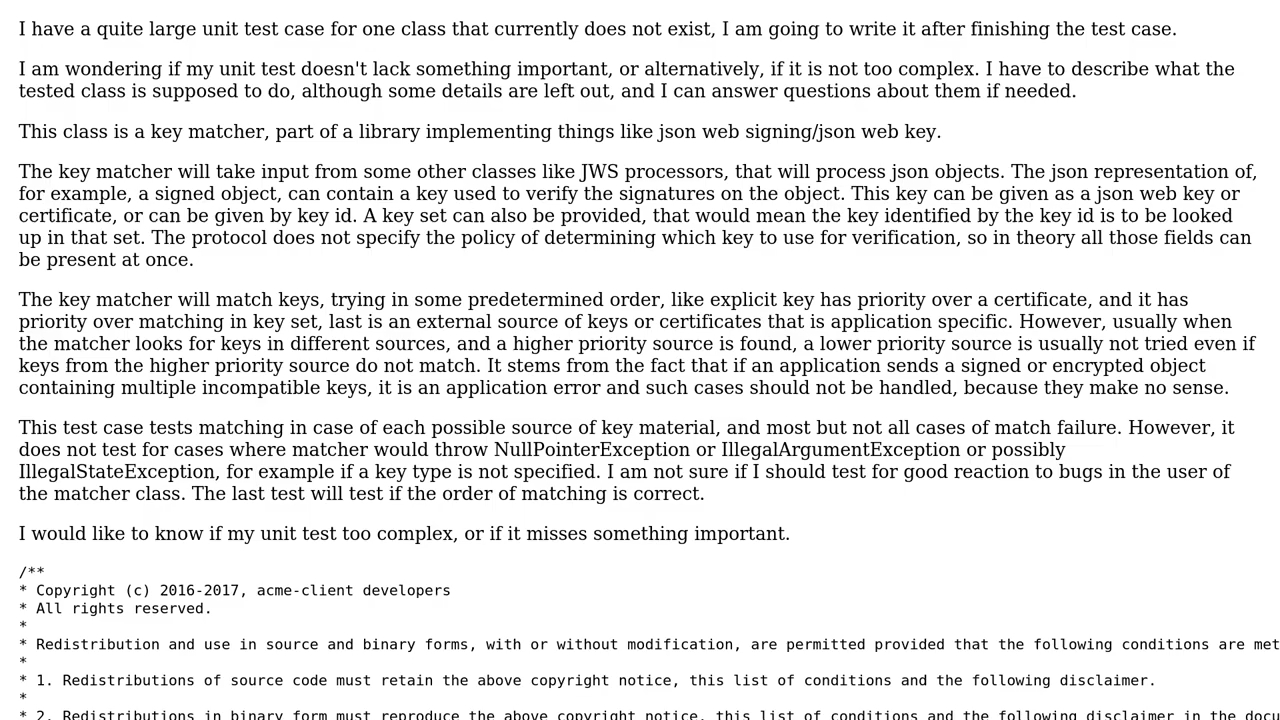 I have a quite large unit test case for one class that currently does not exist, I am going to write it after finishing the test case.
I am wondering if my unit test doesn't lack something important, or alternatively, if it is not too complex. I have to describe what the
tested class is supposed to do, although some details are left out, and I can answer questions about them if needed.
This class is a key matcher, part of a library implementing things like json web signing/json web key.
The key matcher will take input from some other classes like JWS processors, that will process json objects. The json representation of,
for example, a signed object, can contain a key used to verify the signatures on the object. This key can be given as a json web key or
certificate, or can be given by key id. A key set can also be provided, that would mean the key identified by the key id is to be looked
up in that set. The protocol does not specify the policy of determining which key to use for verification, so in theory all those fields can
be present at once.
The key matcher will match keys, trying in some predetermined order, like explicit key has priority over a certificate, and it has
priority over matching in key set, last is an external source of keys or certificates that is application specific. However, usually when
the matcher looks for keys in different sources, and a higher priority source is found, a lower priority source is usually not tried even if
keys from the higher priority source do not match. It stems from the fact that if an application sends a signed or encrypted object
containing multiple incompatible keys, it is an application error and such cases should not be handled, because they make no sense.
This test case tests matching in case of each possible source of key material, and most but not all cases of match failure. However, it
does not test for cases where matcher would throw NullPointerException or IllegalArgumentException or possibly
IllegalStateException, for example if a key type is not specified. I am not sure if I should test for good reaction to bugs in the user of
the matcher class. The last test will test if the order of matching is correct.
I would like to know if my unit test too complex, or if it misses something important.
/**
* Copyright (c) 2016-2017, acme-client developers
* All rights reserved.
*
* Redistribution and use in source and binary forms, with or without modification, are permitted provided that the following conditions are met
*
* 1. Redistributions of source code must retain the above copyright notice, this list of conditions and the following disclaimer.
*
* 2. Redistributions in binary form must reproduce the above copyright notice, this list of conditions and the following disclaimer in the docu